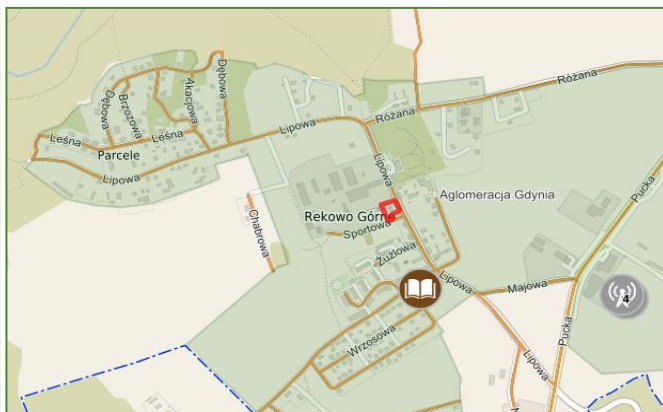 Różana
Dębowa
Dębowa
Brzozowa
Akacjowa
Różana
Leśna
Leśna
Lipowa
Parcele
Lipowa
Lipowa
Pucka
Aglomeracja Gdynia
Chabrowa
Rekowo Górne
Sportowa
Żużlowa
Lipowa
Majowa
4
Wrzosowa
Pucka
Lipowa